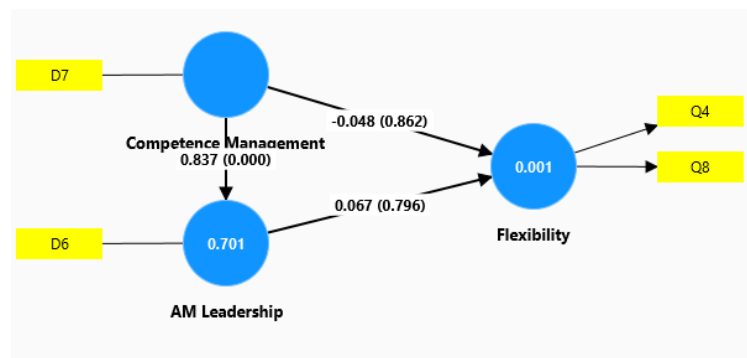 D7
Competence Management
0.837 (0.000)
-0.048 (0.862)
Q4
Q8
0.001
Flexibility
0.067 (0.796)
D6
0.701
AM Leadership